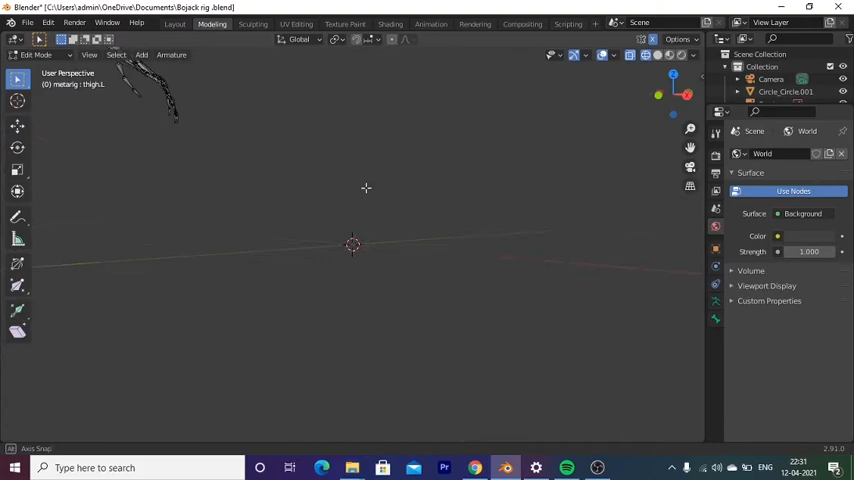 Blender* [C:\Users\admin\OneDrive\Documents\Bojack rig .blend]
File Edit Render Window Help Layout Modeling Sculpting UV Editing Texture Paint Shading Animation Rendering Compositing Scripting Scene View Layer
Global Options
Edit Mode View Select Add Armature
User Perspective
(0) metarig : thigh.L
Scene Collection
Collection
Camera
Circle_Circle.001
Scene World
World
Surface
Use Nodes
Surface Background
Color
Strength 1.000
Volume
Viewport Display
Custom Properties
Z
X
Alt Axis Snap
2.91.0
Type here to search
ENG
22:31
12-04-2021
2